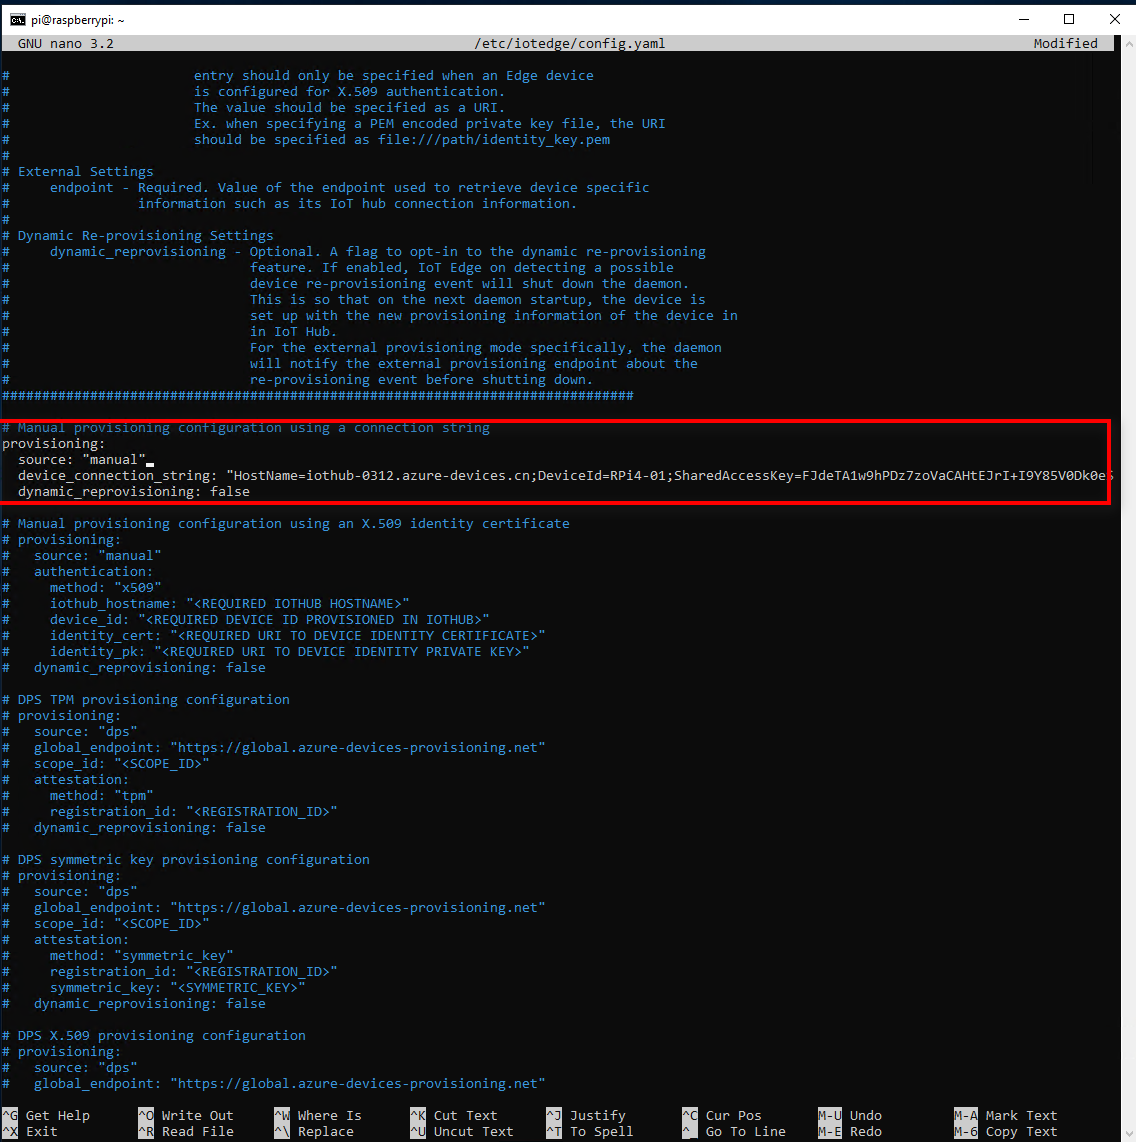 pi@raspberrypi: ~
GNU nano 3.2 /etc/iotedge/config.yaml Modified
# entry should only be specified when an Edge device
# is configured for X.509 authentication.
# The value should be specified as a URI.
# Ex. when specifying a PEM encoded private key file, the URI
# should be specified as file:///path/identity_key.pem
#
# External Settings
# endpoint - Required. Value of the endpoint used to retrieve device specific
# information such as its IoT hub connection information.
#
# Dynamic Re-provisioning Settings
# dynamic_reprovisioning - Optional. A flag to opt-in to the dynamic re-provisioning
# feature. If enabled, IoT Edge on detecting a possible
# device re-provisioning event will shut down the daemon.
# This is so that on the next daemon startup, the device is
# set up with the new provisioning information of the device in
# in IoT Hub.
# For the external provisioning mode specifically, the daemon
# will notify the external provisioning endpoint about the
# re-provisioning event before shutting down.
###############################################################################
# Manual provisioning configuration using a connection string
provisioning:
source: "manual"
device_connection_string: "HostName=iothub-0312.azure-devices.cn;DeviceId=RPi4-01;SharedAccessKey=FJdeTA1w9hPDz7zoVaCAHtEJrI+I9Y85V0Dk0e5
dynamic_reprovisioning: false
# Manual provisioning configuration using an X.509 identity certificate
# provisioning:
# source: "manual"
# authentication:
# method: "x509"
# iothub_hostname: "<REQUIRED IOTHUB HOSTNAME>"
# device_id: "<REQUIRED DEVICE ID PROVISIONED IN IOTHUB>"
# identity_cert: "<REQUIRED URI TO DEVICE IDENTITY CERTIFICATE>"
# identity_pk: "<REQUIRED URI TO DEVICE IDENTITY PRIVATE KEY>"
# dynamic_reprovisioning: false
# DPS TPM provisioning configuration
# provisioning:
# source: "dps"
# global_endpoint: "https://global.azure-devices-provisioning.net"
# scope_id: "<SCOPE_ID>"
# attestation:
# method: "tpm"
# registration_id: "<REGISTRATION_ID>"
# dynamic_reprovisioning: false
# DPS symmetric key provisioning configuration
# provisioning:
# source: "dps"
# global_endpoint: "https://global.azure-devices-provisioning.net"
# scope_id: "<SCOPE_ID>"
# attestation:
# method: "symmetric_key"
# registration_id: "<REGISTRATION_ID>"
# symmetric_key: "<SYMMETRIC_KEY>"
# dynamic_reprovisioning: false
# DPS X.509 provisioning configuration
# provisioning:
# source: "dps"
# global_endpoint: "https://global.azure-devices-provisioning.net"
^G Get Help ^O Write Out ^W Where Is ^K Cut Text ^J Justify ^C Cur Pos M-U Undo M-A Mark Text
^X Exit ^R Read File ^\ Replace ^U Uncut Text ^T To Spell ^_ Go To Line M-E Redo M-6 Copy Text